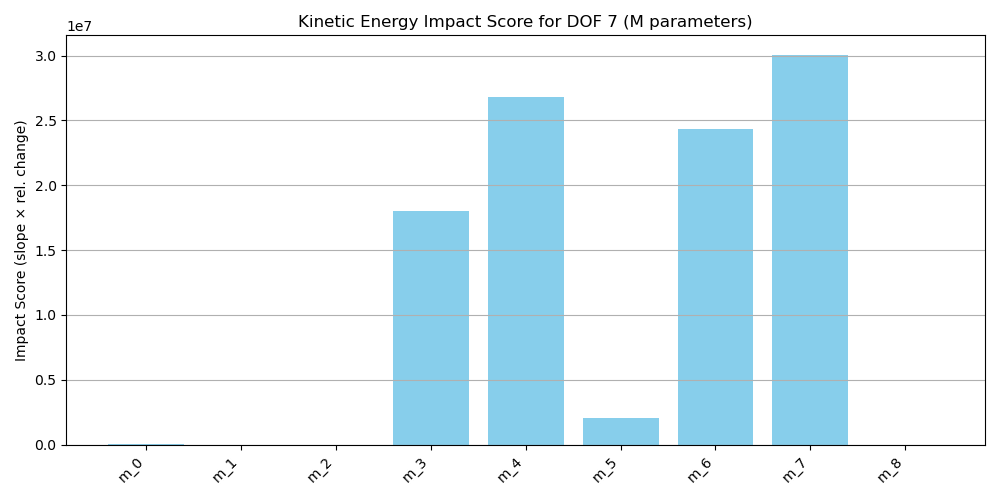 Kinetic Energy Impact Score for DOF 7 (M parameters)
1e7
Impact Score (slope × rel. change)
3.0
2.5
2.0
1.5
1.0
0.5
0.0
m_0 m_1 m_2 m_3 m_4 m_5 m_6 m_7 m_8